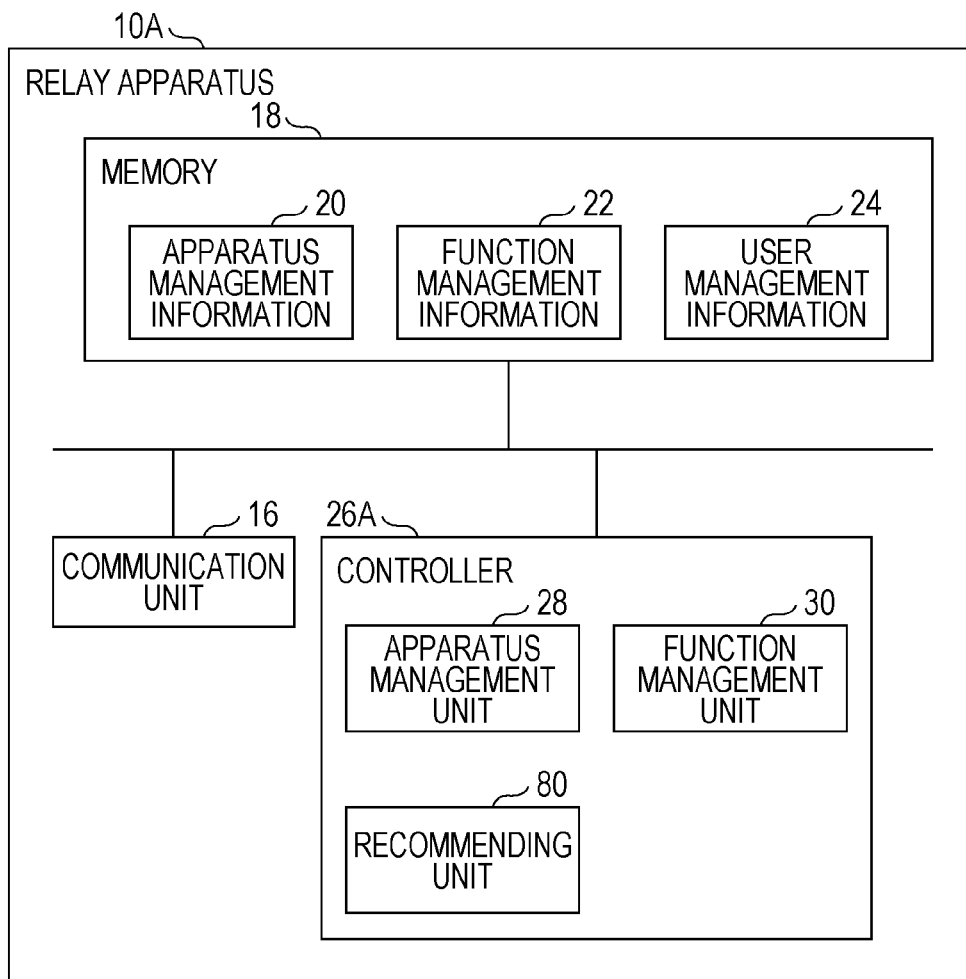 10A
RELAY APPARATUS
18
MEMORY
20
APPARATUS
MANAGEMENT
INFORMATION
22
FUNCTION
MANAGEMENT
INFORMATION
24
USER
MANAGEMENT
INFORMATION
16
COMMUNICATION
UNIT
26A
CONTROLLER
28
APPARATUS
MANAGEMENT
UNIT
30
FUNCTION
MANAGEMENT
UNIT
80
RECOMMENDING
UNIT